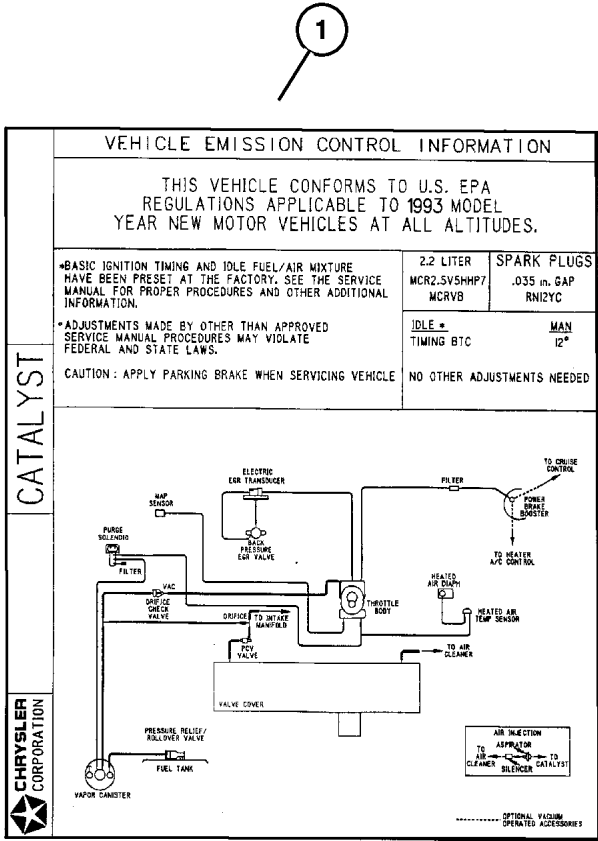 1
VEHICLE EMISSION CONTROL INFORMATION
THIS VEHICLE CONFORMS TO U.S. EPA
REGULATIONS APPLICABLE TO 1993 MODEL
YEAR NEW MOTOR VEHICLES AT ALL ALTITUDES.
*BASIC IGNITION TIMING AND IDLE FUEL/AIR MIXTURE
HAVE BEEN PRESET AT THE FACTORY. SEE THE SERVICE
MANUAL FOR PROPER PROCEDURES AND OTHER ADDITIONAL
INFORMATION.
*ADJUSTMENTS MADE BY OTHER THAN APPROVED
SERVICE MANUAL PROCEDURES MAY VIOLATE
FEDERAL AND STATE LAWS.
CAUTION : APPLY PARKING BRAKE WHEN SERVICING VEHICLE
2.2 LITER
MCR2.5V5HHP7
MCRVB
SPARK PLUGS
.035 in. GAP
RN12YC
IDLE * MAN
TIMING BTC 12°
NO OTHER ADJUSTMENTS NEEDED
CATALYST
CHRYSLER
CORPORATION
ELECTRIC
EGR TRANSDUCER
MAP
SENSOR
PURGE
SOLENOID
FILTER
BACK
PRESSURE
EGR VALVE
FILTER
TO CRUISE
CONTROL
POWER
BRAKE
BOOSTER
TO HEATER
A/C CONTROL
VAC
ORIFICE
CHECK
VALVE
ORIFICE
TO INTAKE
MANIFOLD
PCV
VALVE
THROTTLE
BODY
HEATED
AIR DIAPH
HEATED AIR
TEMP SENSOR
TO AIR
CLEANER
VALVE COVER
PRESSURE RELIEF/
ROLLOVER VALVE
FUEL TANK
VAPOR CANISTER
AIR INJECTION
ASPIRATOR
TO
AIR
CLEANER
SILENCER
TO
CATALYST
OPTIONAL VACUUM
OPERATED ACCESSORIES